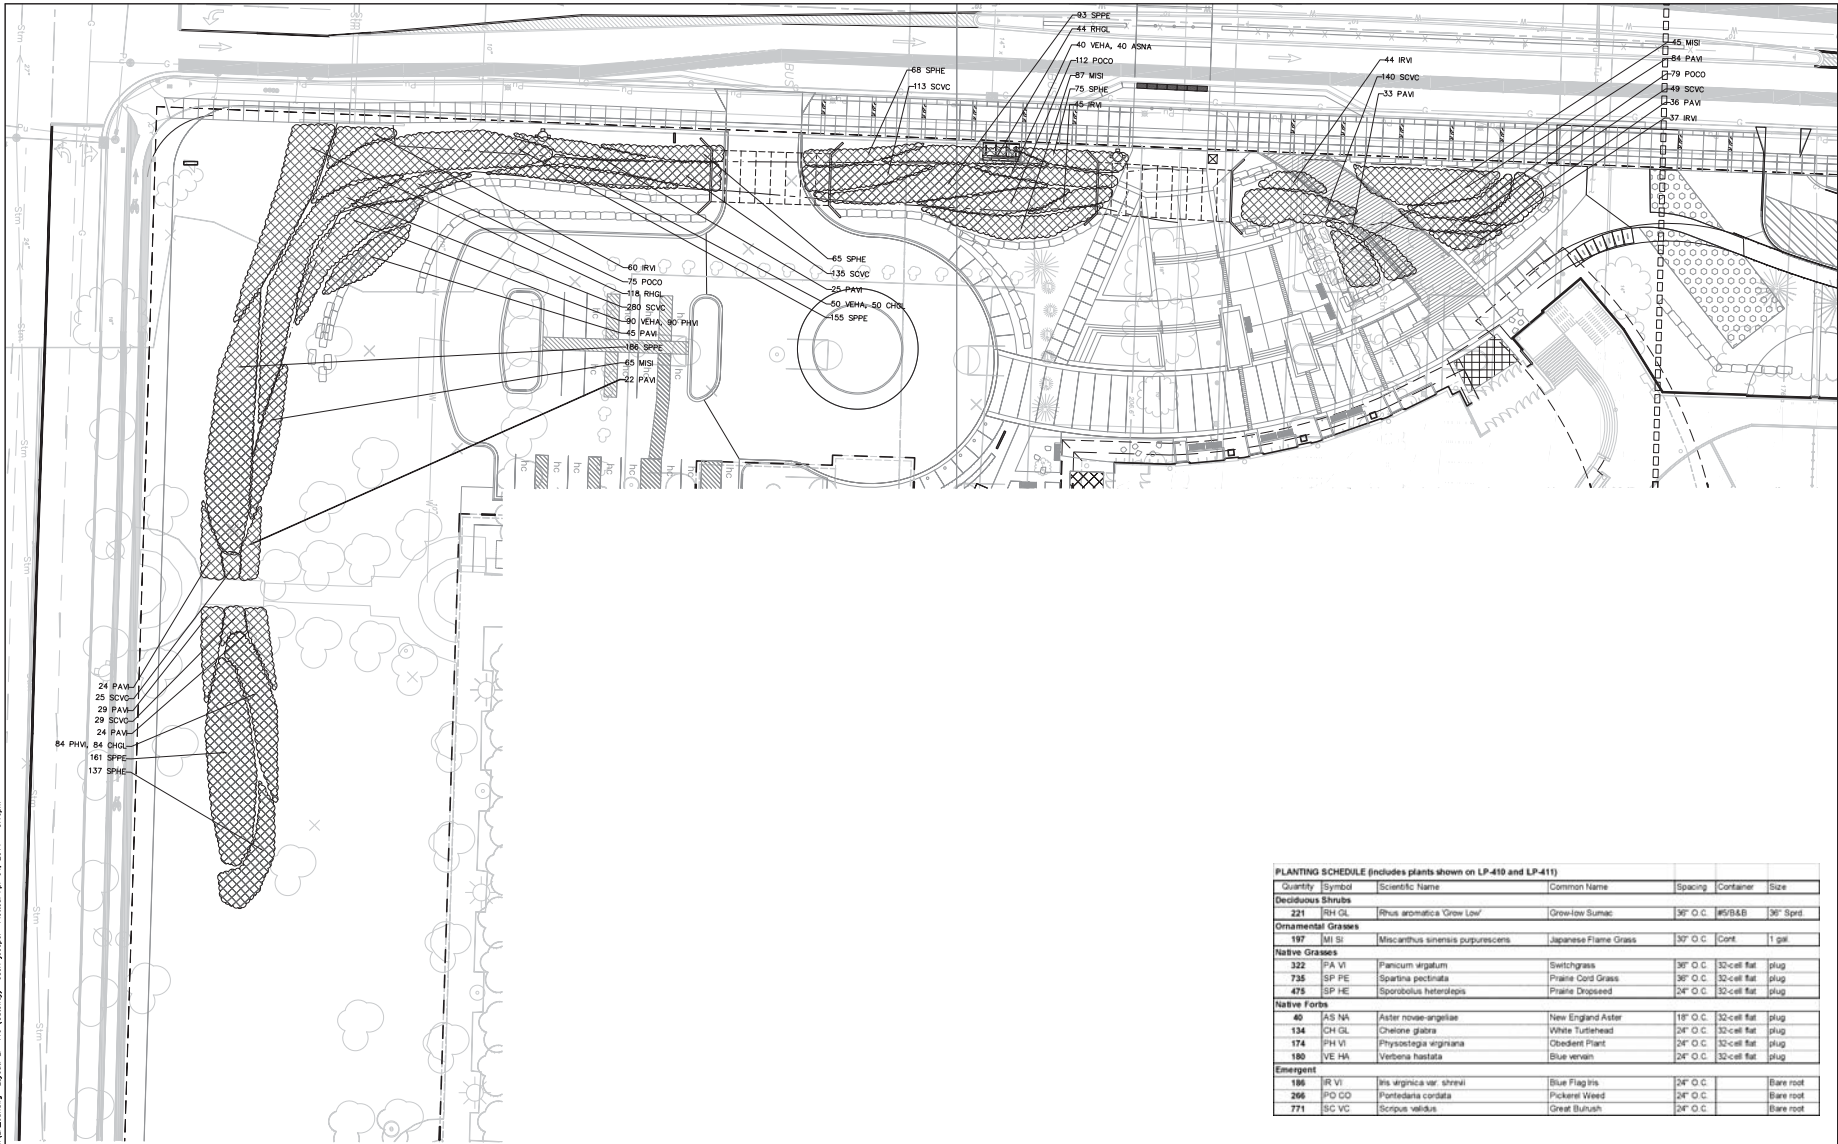 93 SPPE
44 RHGL
40 VEHA, 40 ASNA
112 POCO
87 MISI
75 SPHE
45 IRVI
68 SPHE
113 SCVC
44 IRVI
140 SCVC
33 PAVI
45 MISI
84 PAVI
79 POCO
49 SCVC
36 PAVI
37 IRVI
BUS
65 SPHE
135 SCVC
25 PAVI
50 VEHA, 50 CHGL
155 SPPE
60 IRVI
75 POCO
118 RHGL
280 SCVC
90 VEHA, 90 PHVI
45 PAVI
186 SPPE
65 MISI
22 PAVI
hc hc hc hc
hc hc hc hc hc
24 PAVI
25 SCVC
29 PAVI
29 SCVC
24 PAVI
84 PHVI, 84 CHGL
161 SPPE
137 SPHE
PLANTING SCHEDULE (includes plants shown on LP-410 and LP-411)
Quantity Symbol Scientific Name Common Name Spacing Container Size
Deciduous Shrubs
221 RH GL Rhus aromatica 'Grow Low' Grow-low Sumac 36" O.C. #5/B&B 36" Sprd.
Ornamental Grasses
197 MI SI Miscanthus sinensis purpurescens Japanese Flame Grass 30" O.C. Cont. 1 gal.
Native Grasses
322 PA VI Panicum virgatum Switchgrass 36" O.C. 32-cell flat plug
735 SP PE Spartina pectinata Prairie Cord Grass 36" O.C. 32-cell flat plug
475 SP HE Sporobolus heterolepis Prairie Dropseed 24" O.C. 32-cell flat plug
Native Forbs
40 AS NA Aster novae-angeliae New England Aster 18" O.C. 32-cell flat plug
134 CH GL Chelone glabra White Turtlehead 24" O.C. 32-cell flat plug
174 PH VI Physostegia virginiana Obedient Plant 24" O.C. 32-cell flat plug
180 VE HA Verbena hastata Blue vervain 24" O.C. 32-cell flat plug
Emergent
186 IR VI Iris virginica var. shrevii Blue Flag Iris 24" O.C. Bare root
266 PO CO Pontedaria cordata Pickerel Weed 24" O.C. Bare root
771 SC VC Scirpus validus Great Bulrush 24" O.C. Bare root